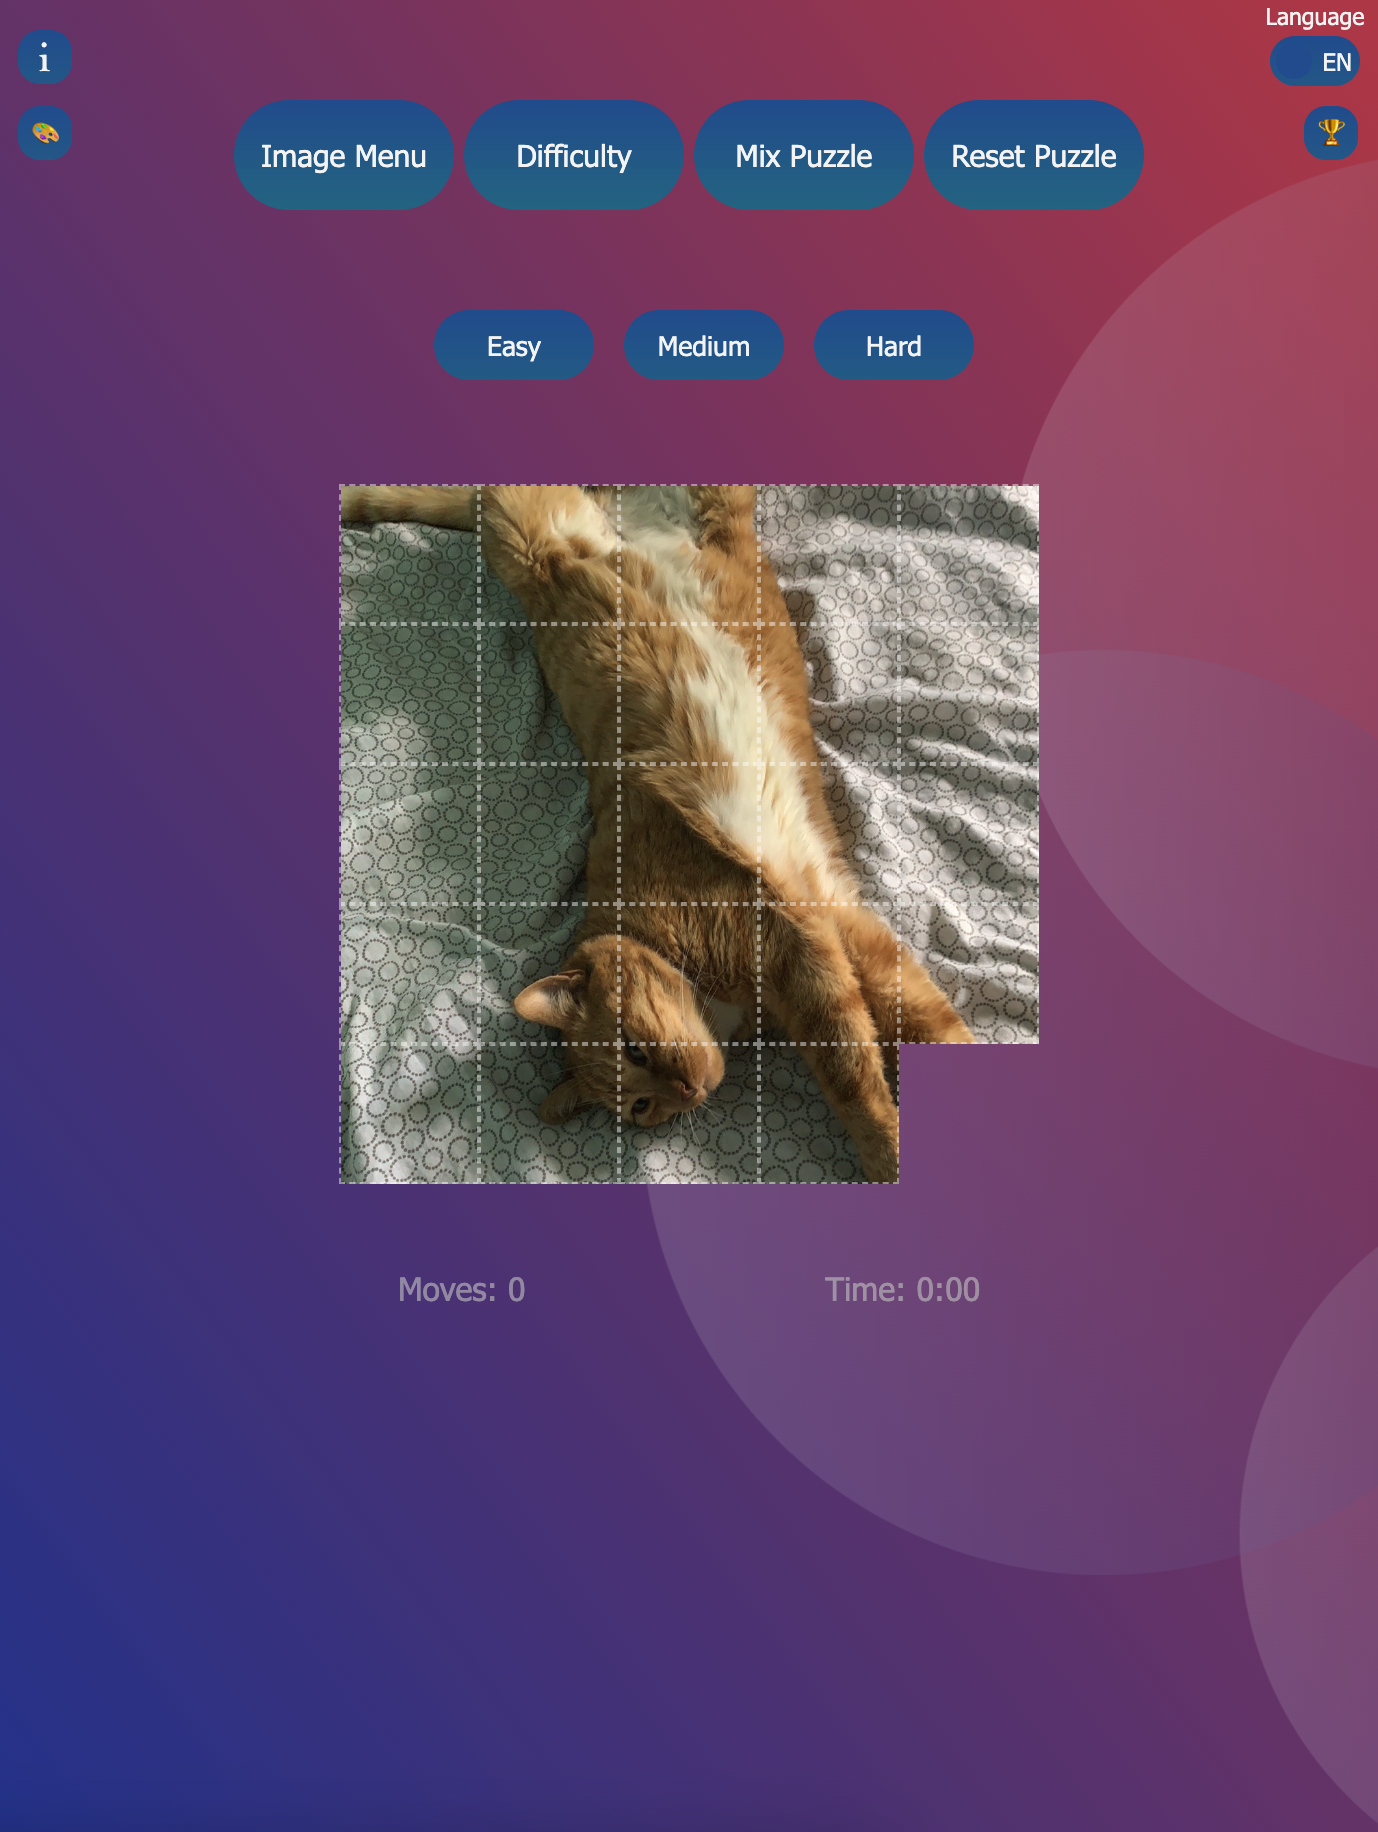 Language
i
EN
Image Menu
Difficulty
Mix Puzzle
Reset Puzzle
Easy
Medium
Hard
Moves: 0
Time: 0:00